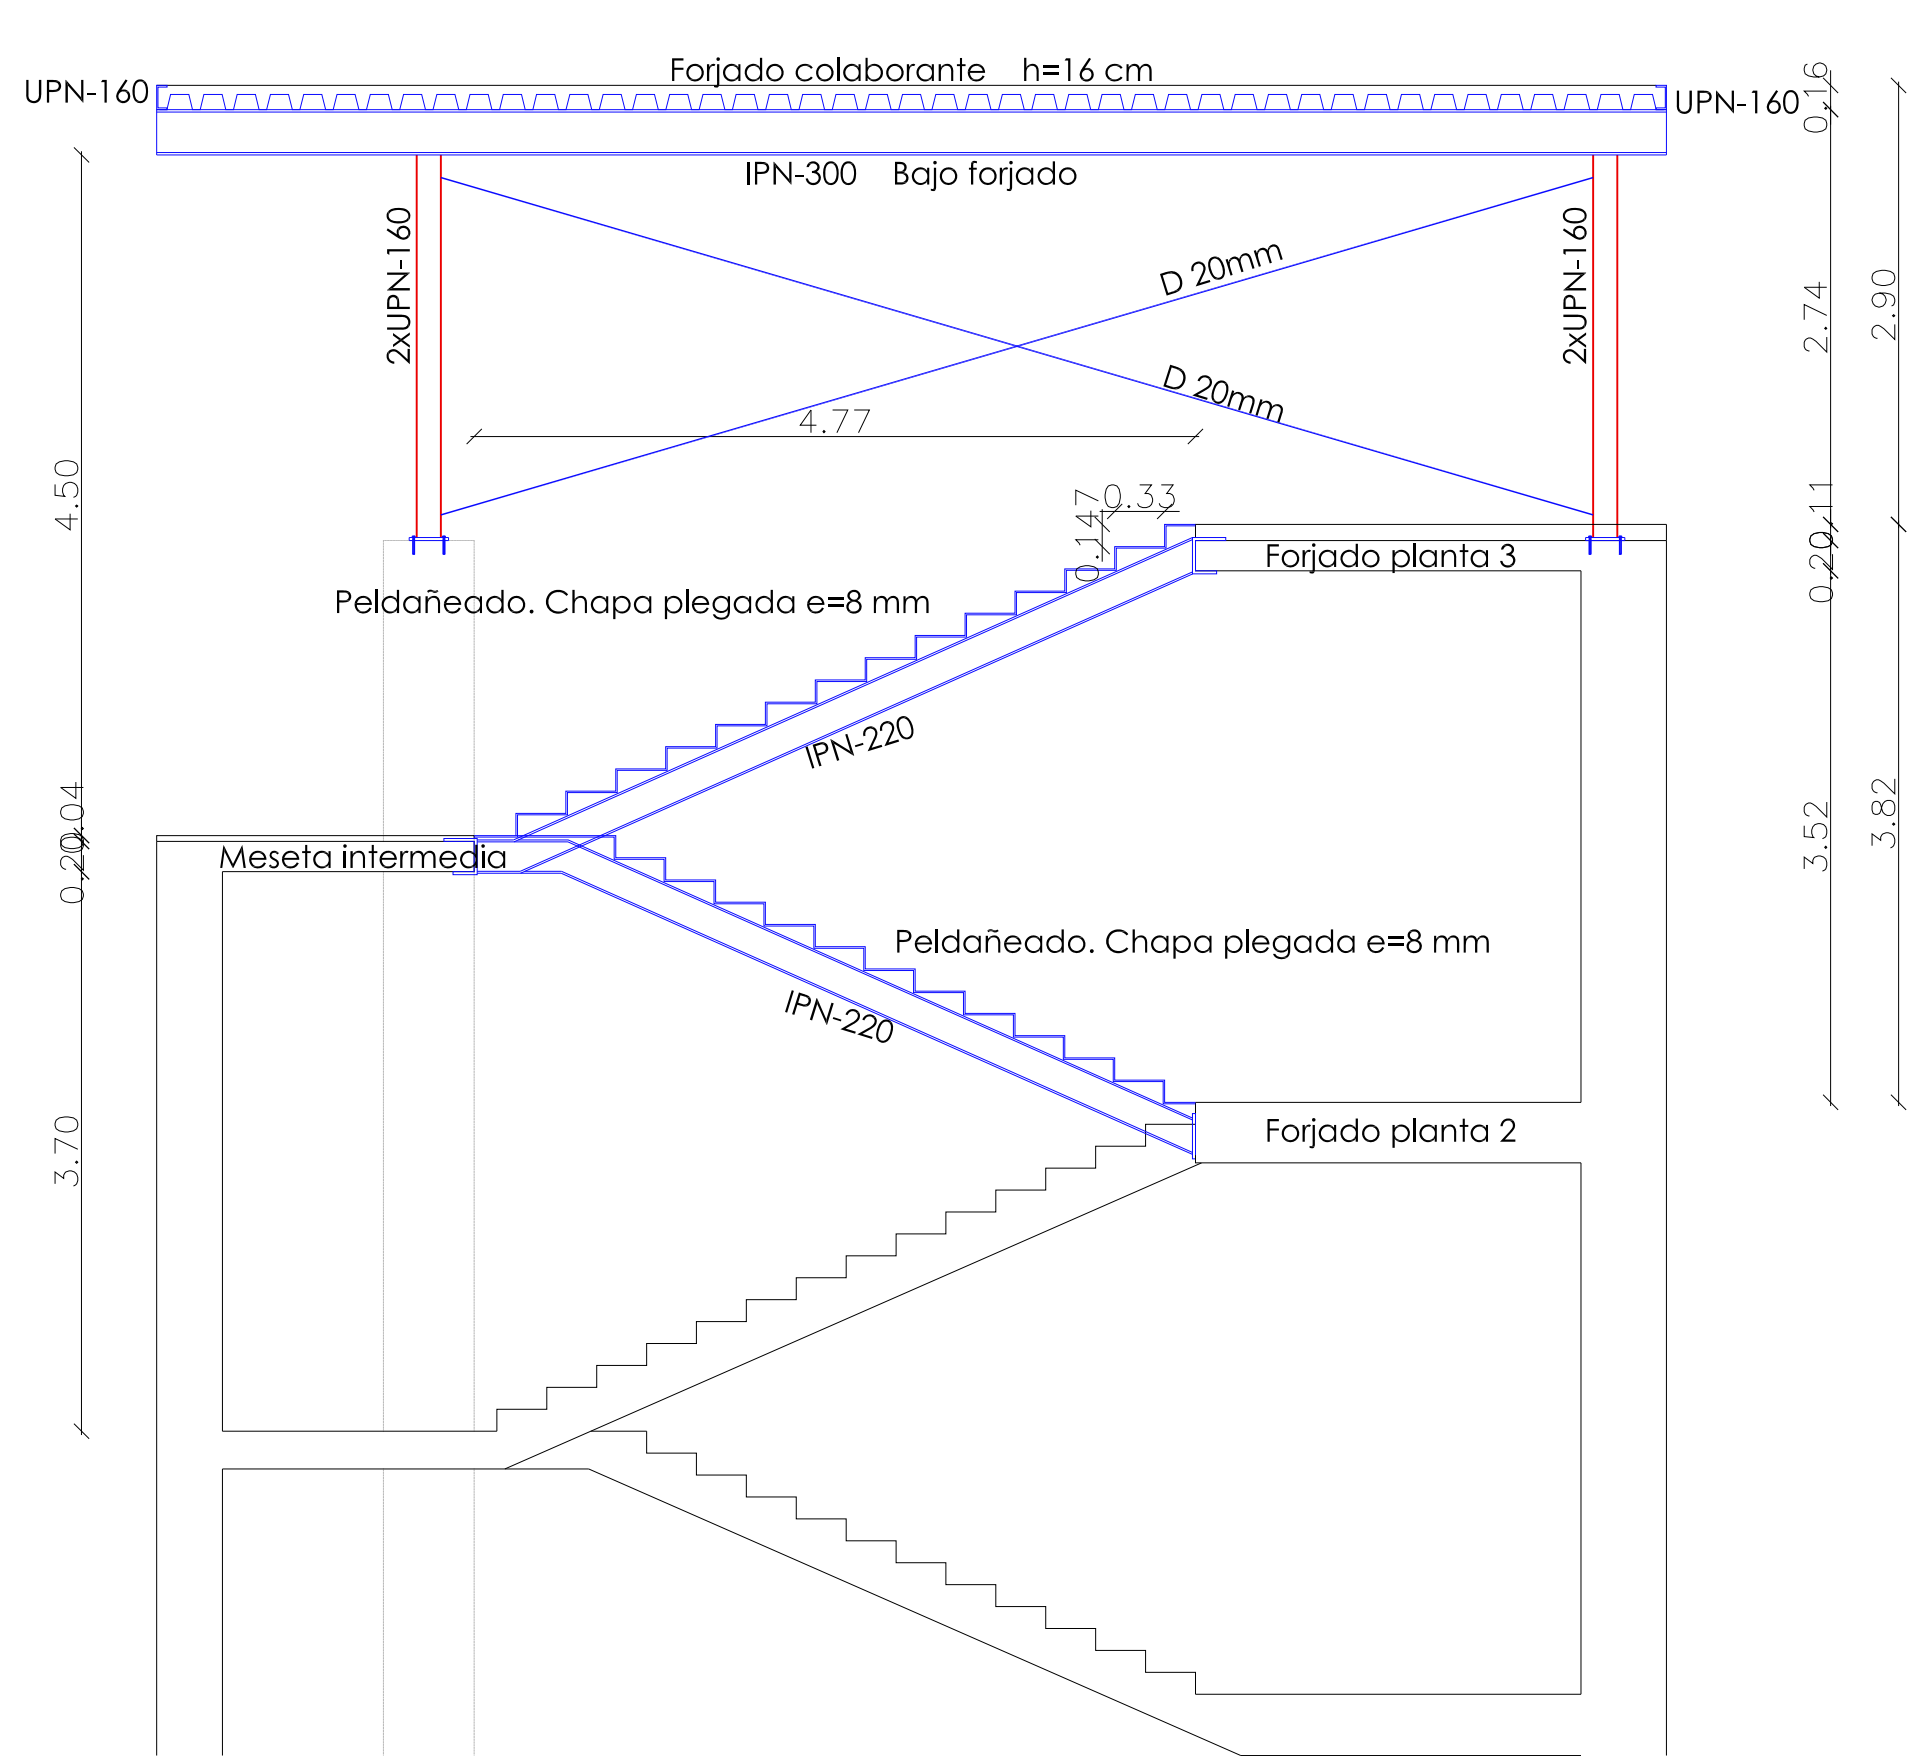 Forjado colaborante h=16 cm
UPN-160
UPN-160
0.16
IPN-300 Bajo forjado
2xUPN-160
2xUPN-160
D 20mm
D 20mm
2.74
2.90
4.77
4.50
0.33
0.147
0.11
0.20
Forjado planta 3
Peldañeado. Chapa plegada e=8 mm
IPN-220
0.04
0.20
Meseta intermedia
3.52
3.82
Peldañeado. Chapa plegada e=8 mm
IPN-220
Forjado planta 2
3.70